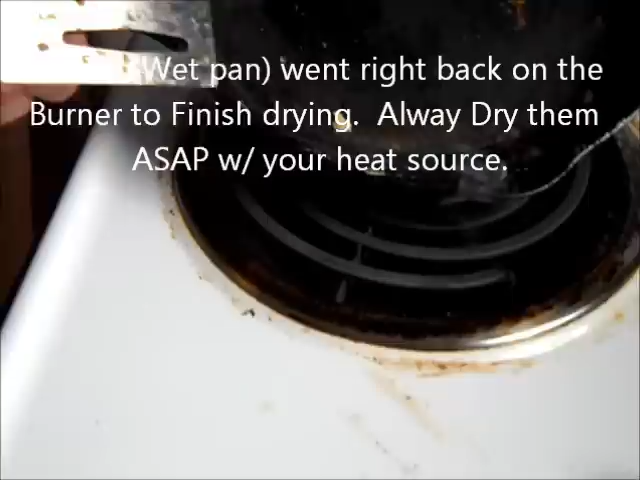 Wet pan) went right back on the
Burner to Finish drying.  Alway Dry them
ASAP w/ your heat source.